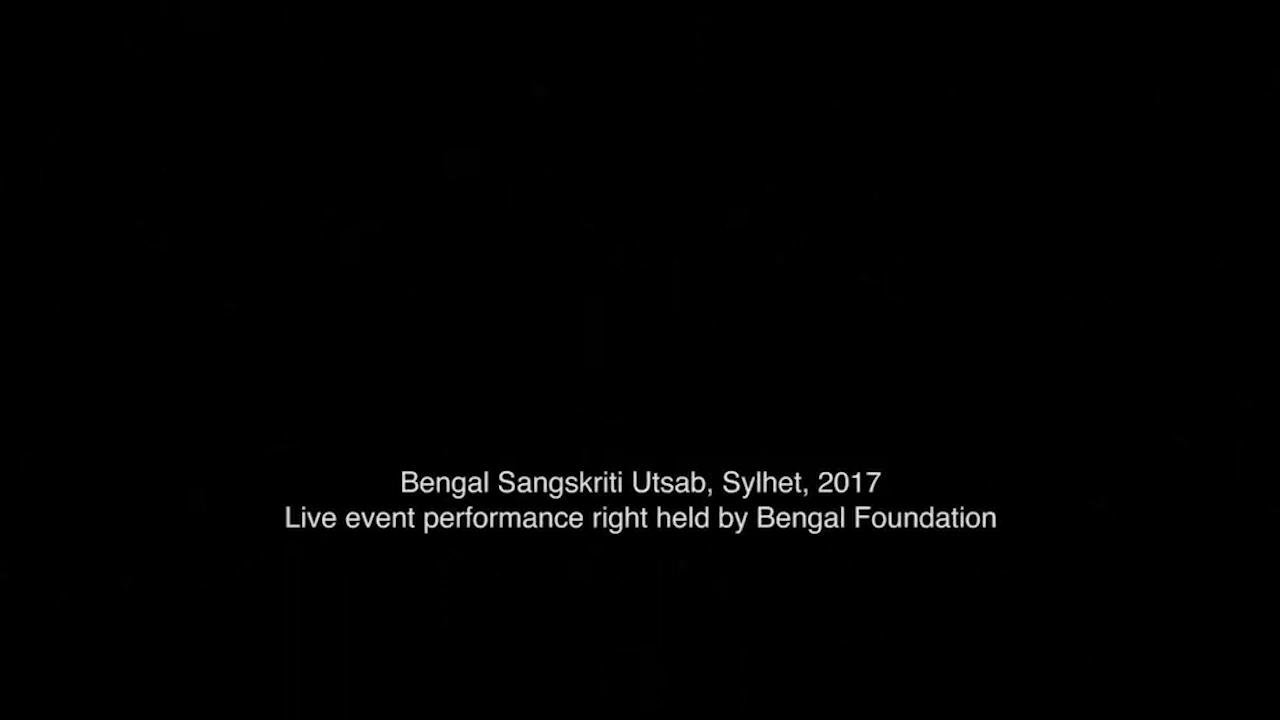 Bengal Sangskriti Utsab, Sylhet, 2017
Live event performance right held by Bengal Foundation